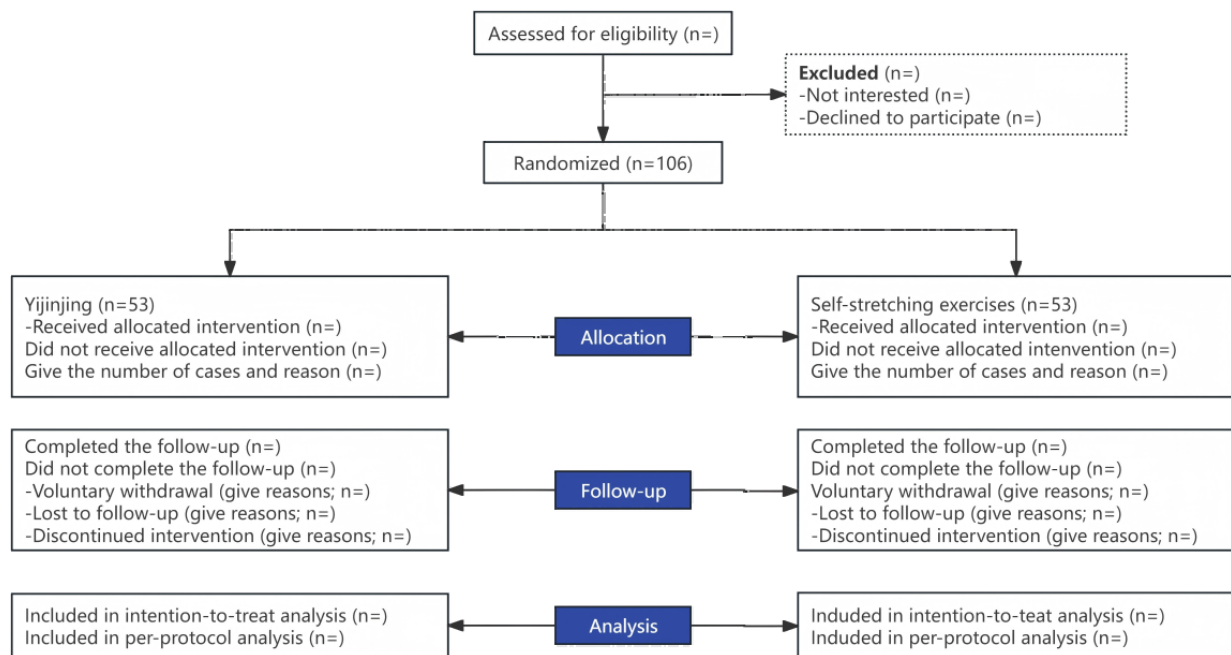 Assessed for eligibility (n=)
Excluded (n=)
-Not interested (n=)
-Declined to participate (n=)
Randomized (n=106)
Yijinjing (n=53)
-Received allocated intervention (n=)
Did not receive allocated intervention (n=)
Give the number of cases and reason (n=)
Allocation
Self-stretching exercises (n=53)
-Received allocated intervention (n=)
Did not receive allocated intenvention (n=)
Give the number of cases and reason (n=)
Completed the follow-up (n=)
Did not complete the follow-up (n=)
-Voluntary withdrawal (give reasons; n=)
-Lost to follow-up (give reasons; n=)
-Discontinued intervention (give reasons; n=)
Follow-up
Completed the follow-up (n=)
Did not complete the follow-up (n=)
Voluntary withdrawal (give reasons; n=)
-Lost to follow-up (give reasons; n=)
-Discontinued intervention (give reasons; n=)
Included in intention-to-treat analysis (n=)
Included in per-protocol analysis (n=)
Analysis
Induded in intention-to-teat analysis (n=)
Induded in per-protocol analysis (n=)